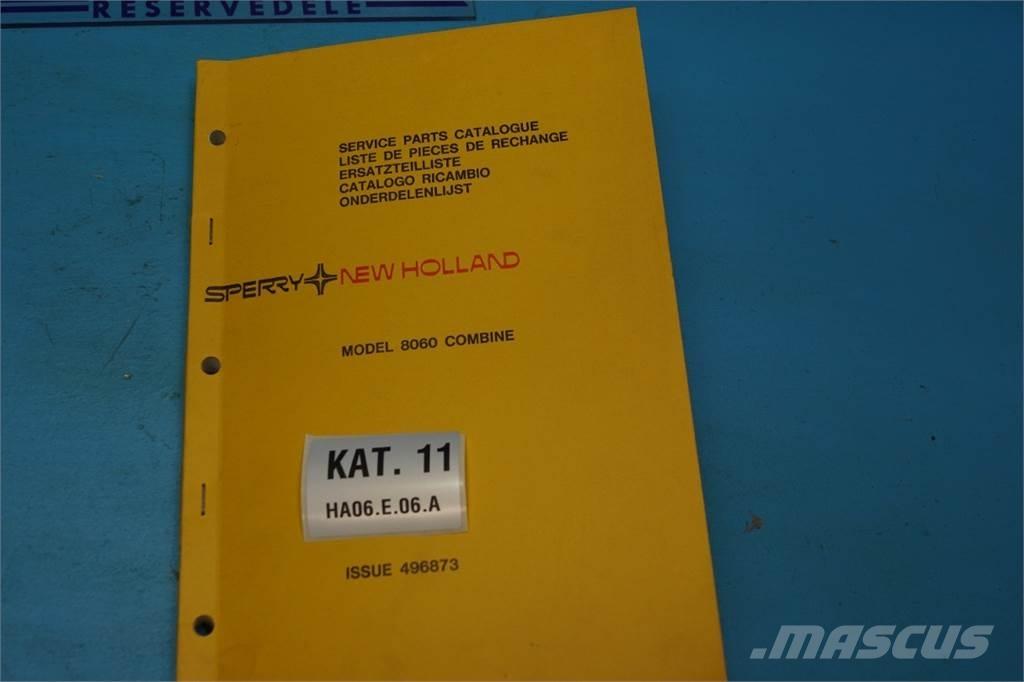 RESERVEDELE
SERVICE PARTS CATALOGUE
LISTE DE PIECES DE RECHANGE
ERSATZTEILLISTE
CATALOGO RICAMBIO
ONDERDELENLIJST
SPERRY NEW HOLLAND
MODEL 8060 COMBINE
KAT. 11
HA06.E.06.A
ISSUE 496873
MASCUS